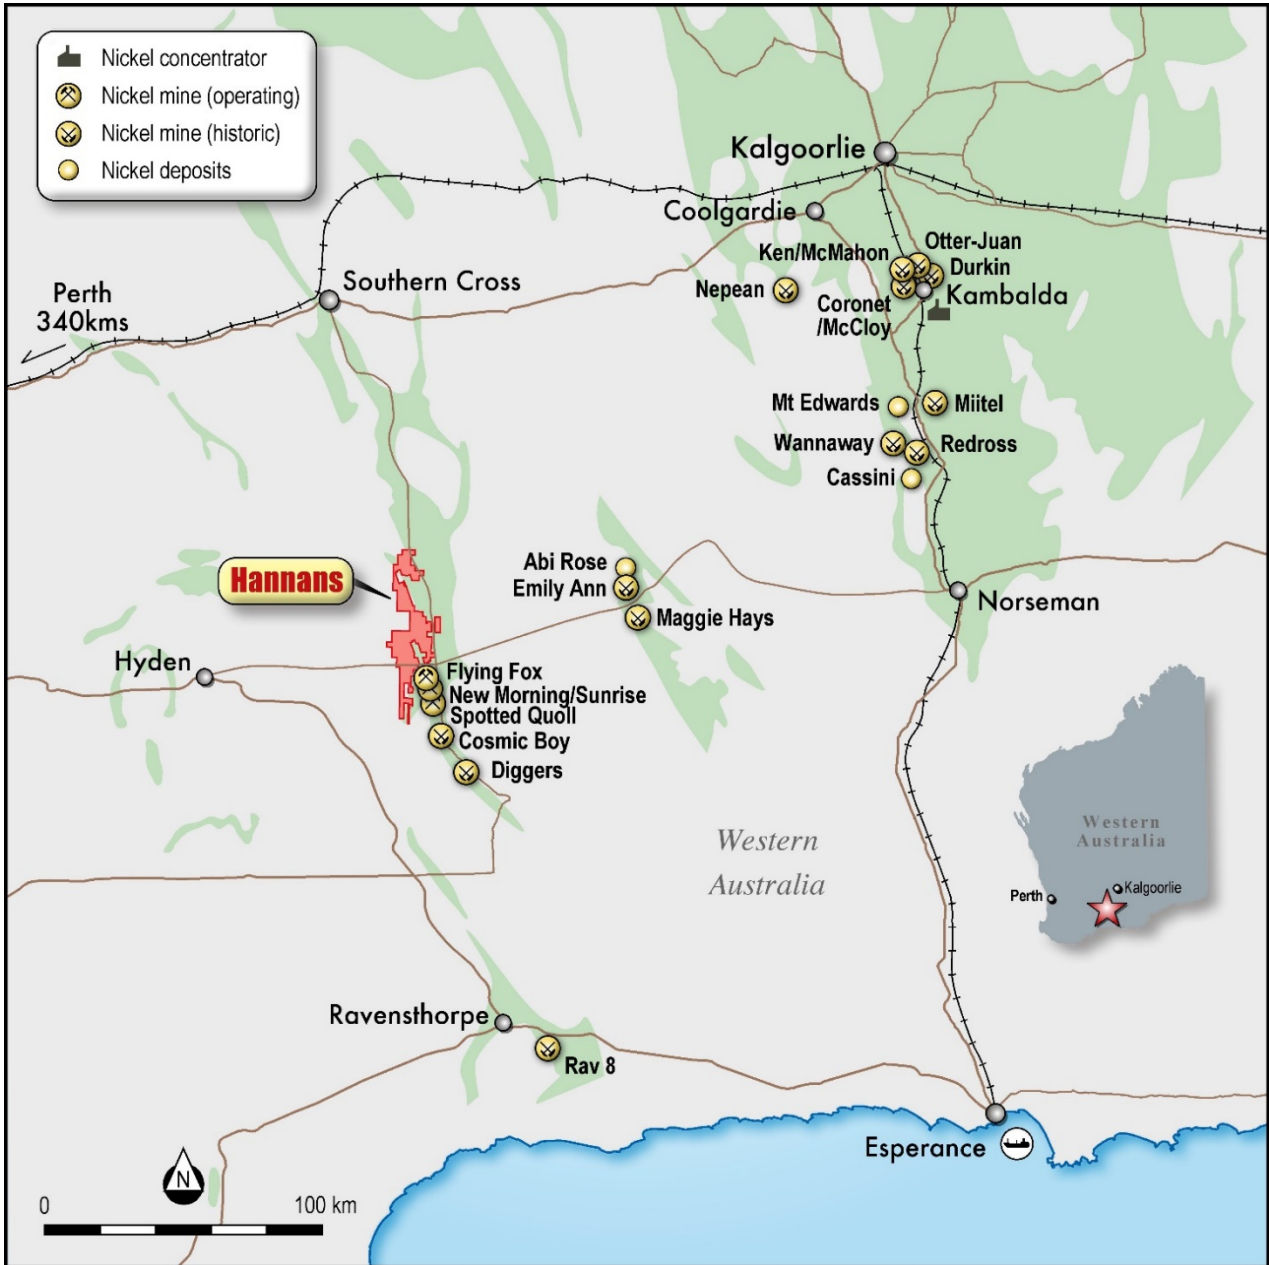 Nickel concentrator
Nickel mine (operating)
Nickel mine (historic)
Nickel deposits
Kalgoorlie
Coolgardie
Otter-Juan
Ken/McMahon
Durkin
Nepean
Kambalda
Coronet
/McCloy
Southern Cross
Perth
340kms
Mt Edwards
Miitel
Wannaway
Redross
Cassini
Abi Rose
Emily Ann
Maggie Hays
Hannans
Norseman
Hyden
Flying Fox
New Morning/Sunrise
Spotted Quoll
Cosmic Boy
Diggers
Western
Australia
Western
Australia
Perth
Kalgoorlie
Ravensthorpe
Rav 8
Esperance
N
0
100 km